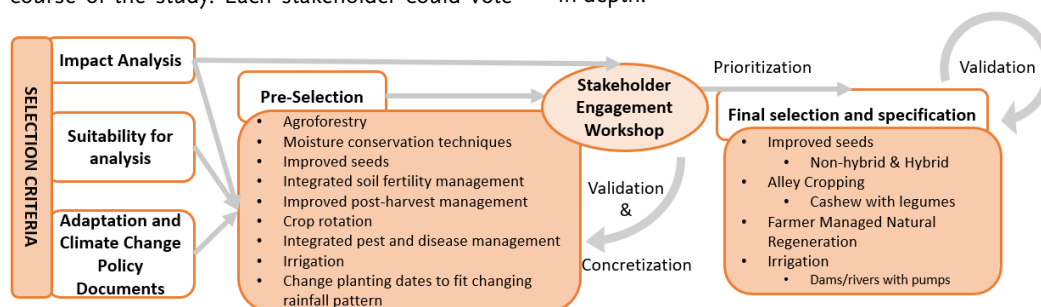 course of the study. Each stakeholder could vote
in depth.
SELECTION CRITERIA
Impact Analysis
Suitability for
analysis
Adaptation and
Climate Change
Policy
Documents
Pre-Selection
• Agroforestry
• Moisture conservation techniques
• Improved seeds
• Integrated soil fertility management
• Improved post-harvest management
• Crop rotation
• Integrated pest and disease management
• Irrigation
• Change planting dates to fit changing
rainfall pattern
Stakeholder
Engagement
Workshop
Validation
&
Concretization
Prioritization
Validation
Final selection and specification
• Improved seeds
• Non-hybrid & Hybrid
• Alley Cropping
• Cashew with legumes
• Farmer Managed Natural
Regeneration
• Irrigation
• Dams/rivers with pumps